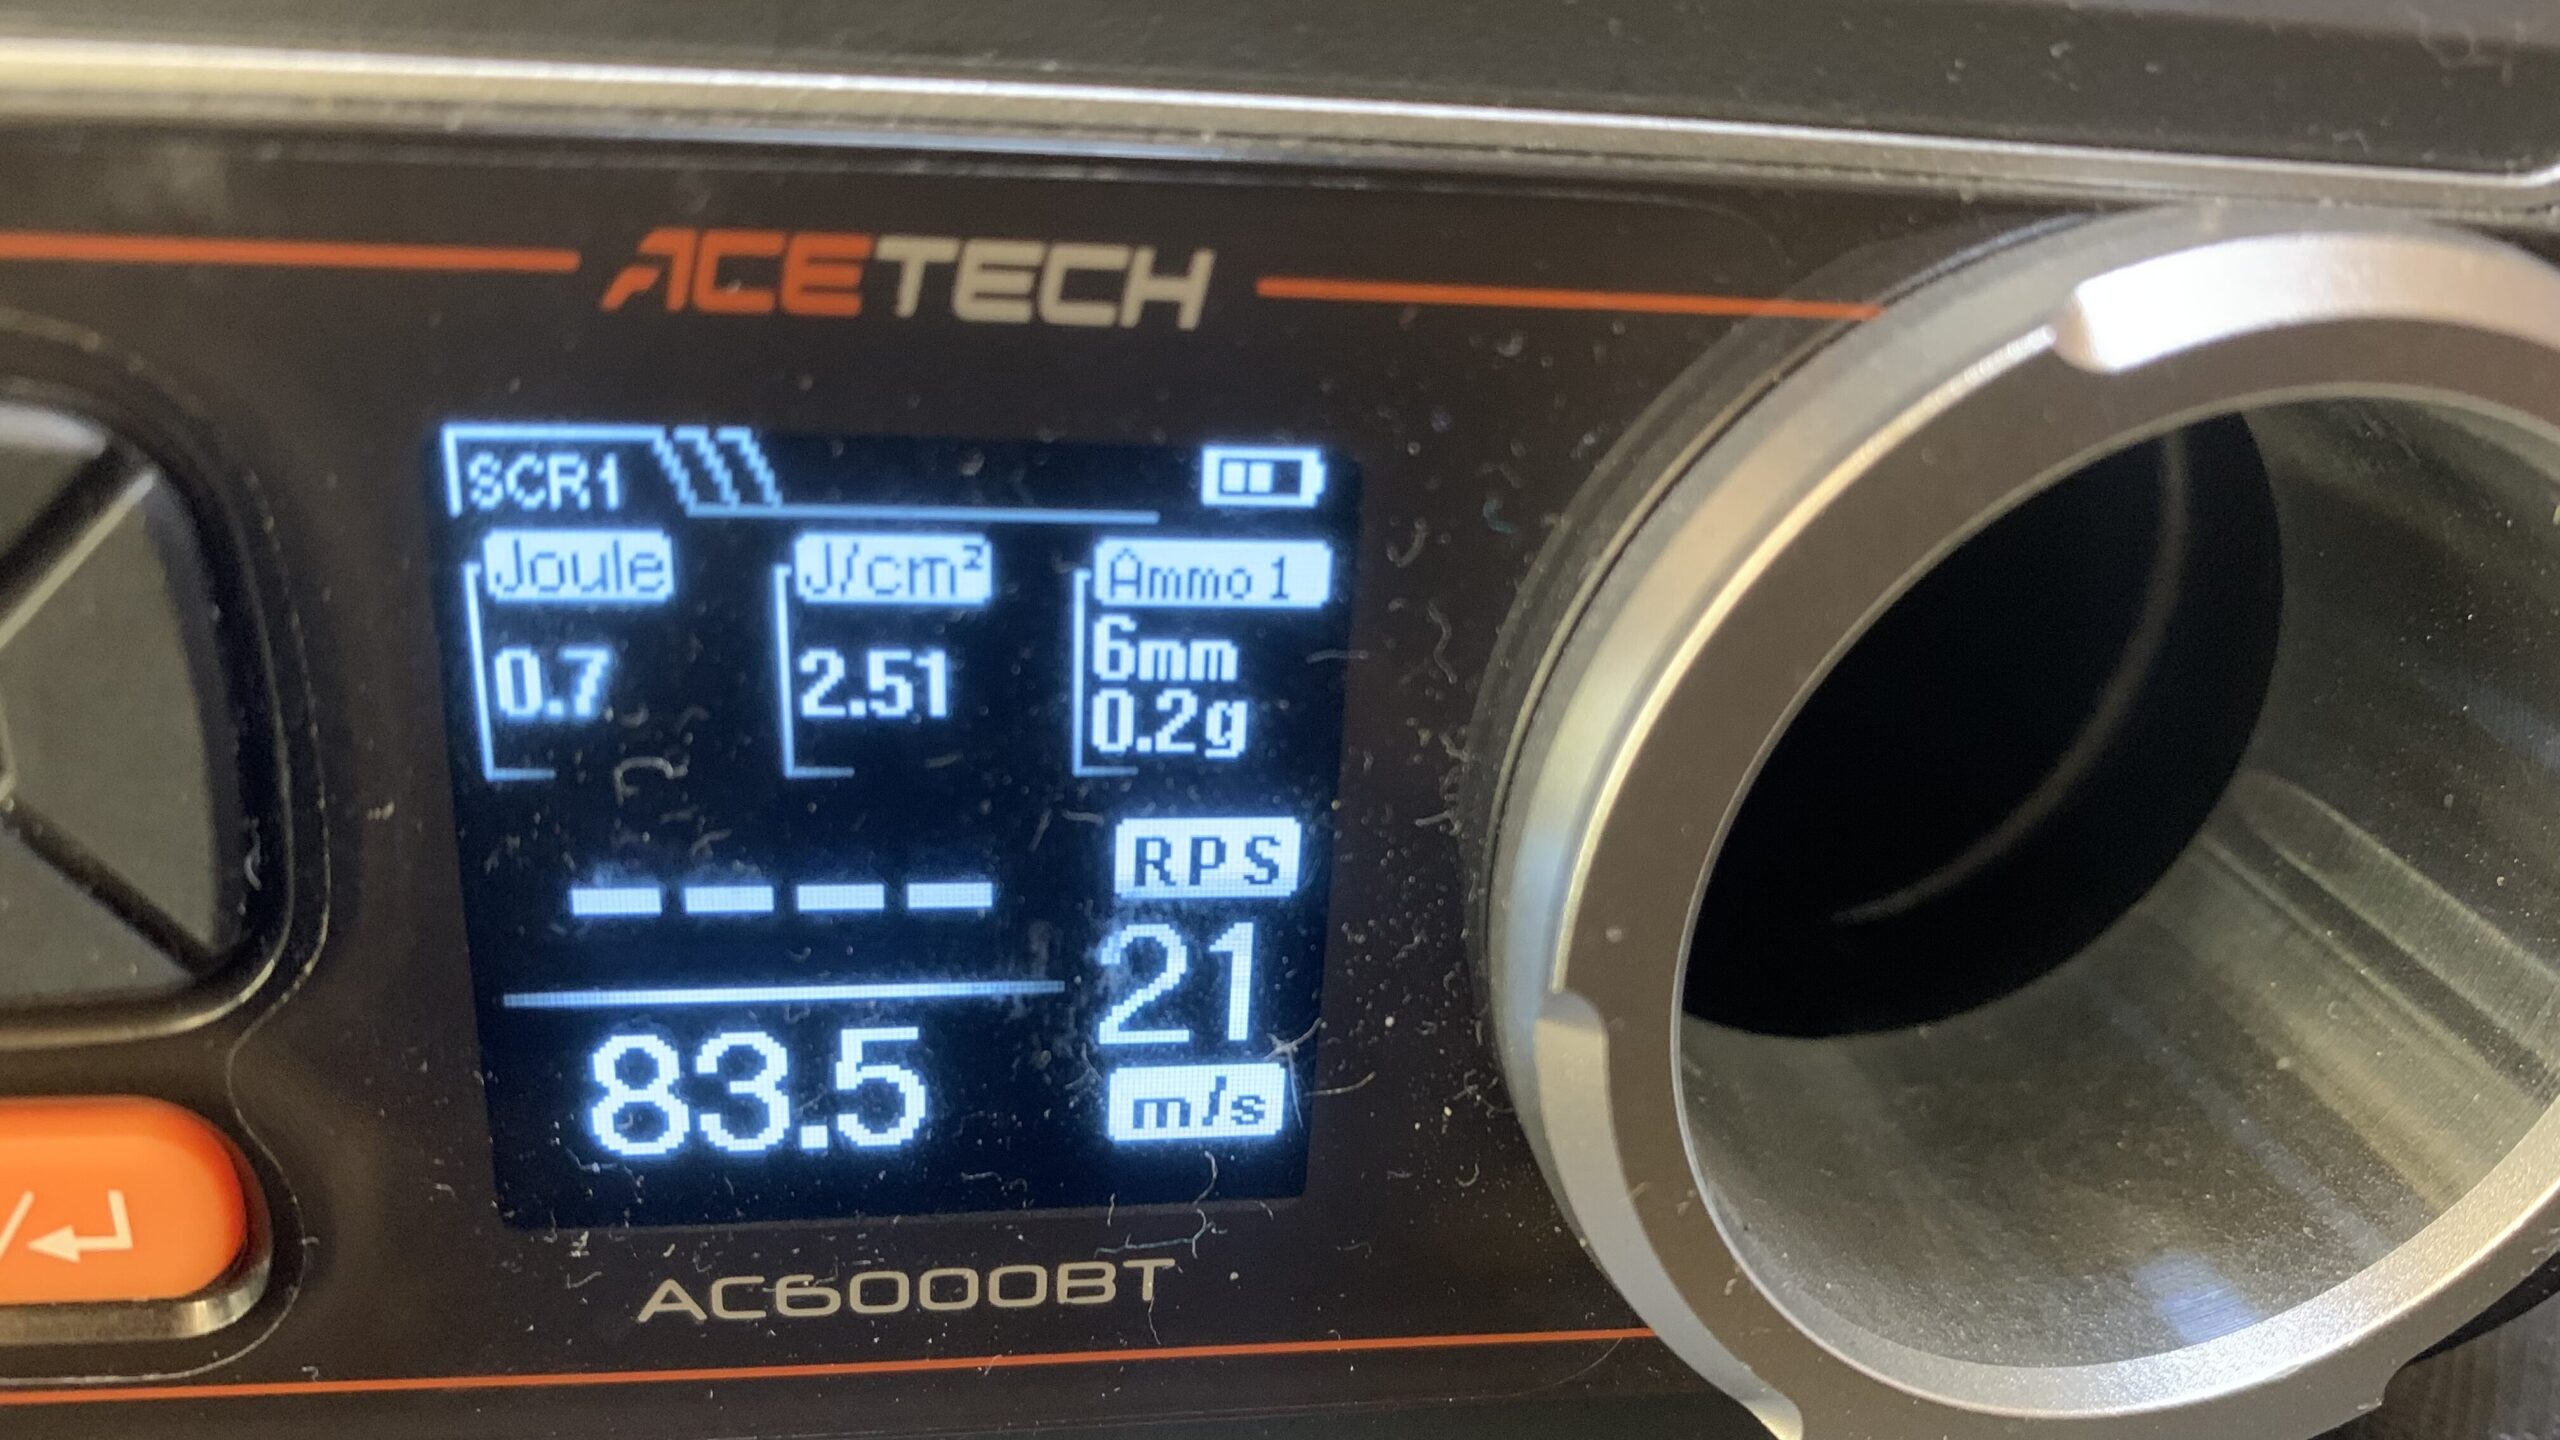 ACETECH
SCR1
Joule
J/cm²
Ammo 1
0.7
2.51
6mm
0.2g
RPS
----
21
83.5
m/s
AC6000BT